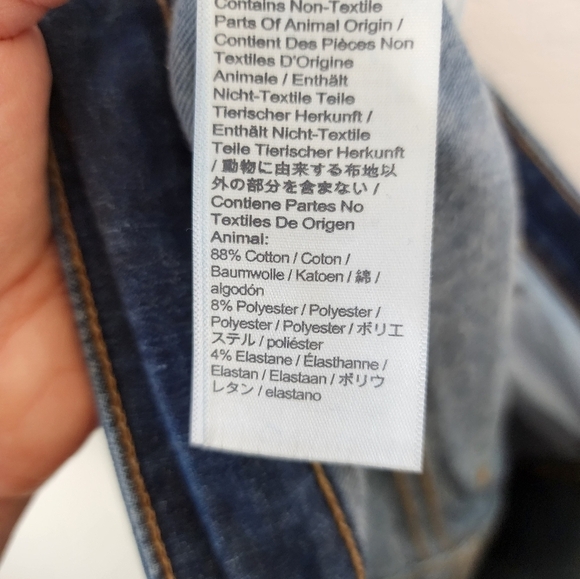 Contains Non-Textile
Parts Of Animal Origin /
Contient Des Pièces Non
Textiles D'Origine
Animale / Enthält
Nicht-Textile Teile
Tierischer Herkunft /
Enthält Nicht-Textile
Teile Tierischer Herkunft
/ 動物に由来する布地以
外の部分を含まない /
Contiene Partes No
Textiles De Origen
Animal:
88% Cotton / Coton /
Baumwolle / Katoen / 綿 /
algodón
8% Polyester / Polyester /
Polyester / Polyester / ポリエ
ステル / poliéster
4% Elastane / Élasthanne /
Elastan / Elastaan / ポリウ
レタン / elastano